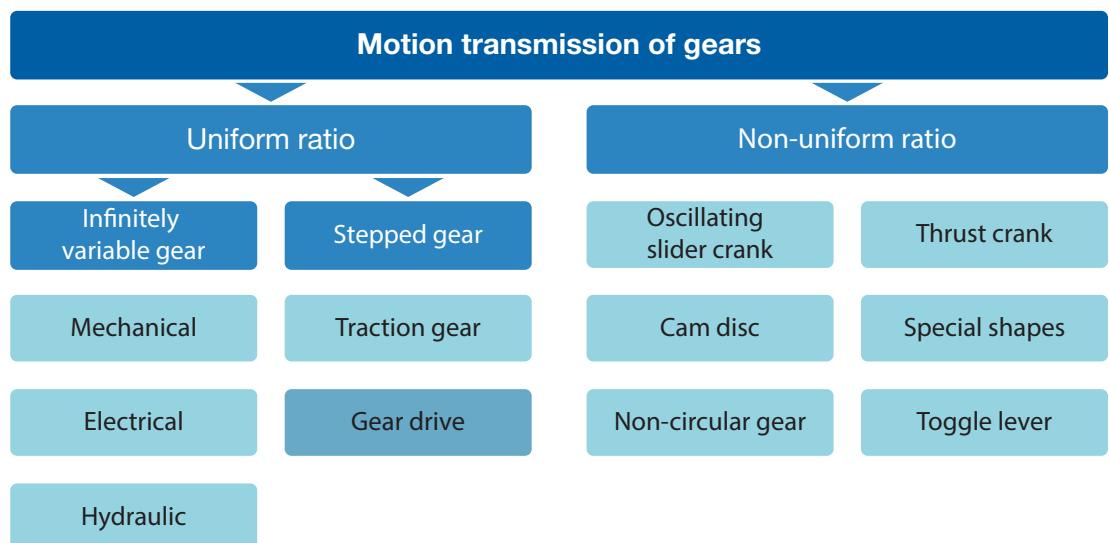 Motion transmission of gears
Uniform ratio
Non-uniform ratio
Infinitely
variable gear
Stepped gear
Oscillating
slider crank
Thrust crank
Mechanical
Traction gear
Cam disc
Special shapes
Electrical
Gear drive
Non-circular gear
Toggle lever
Hydraulic